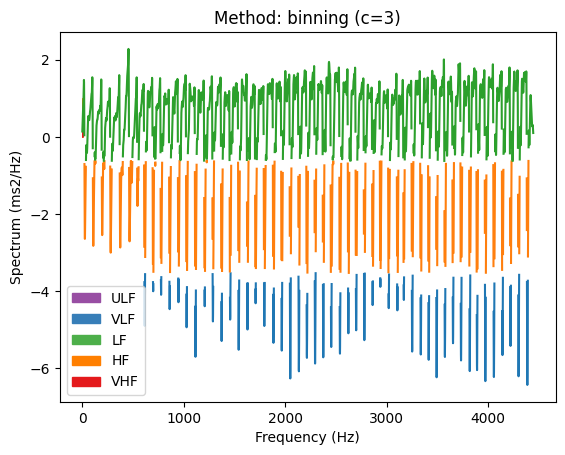 Method: binning (c=3)
Spectrum (ms2/Hz)
2
0
−2
−4
−6
ULF
VLF
LF
HF
VHF
0
1000
2000
3000
4000
Frequency (Hz)